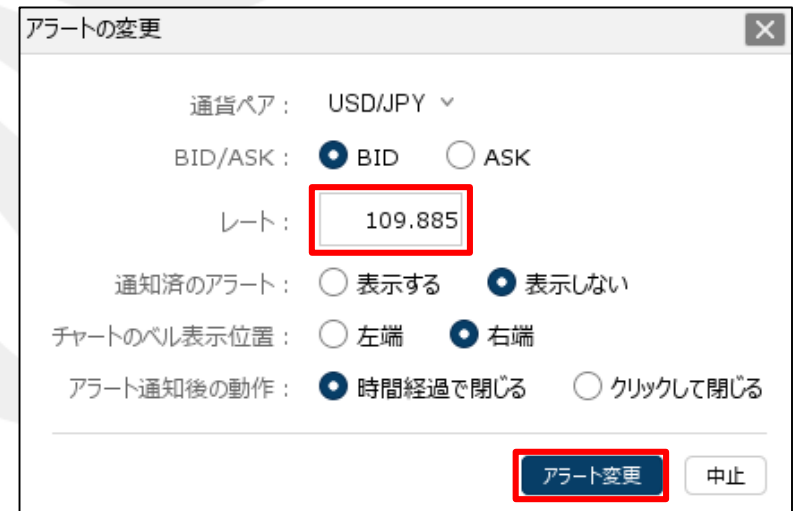 アラートの変更
通貨ペア： USD/JPY
BID/ASK： BID ASK
レート： 109.885
通知済のアラート： 表示する 表示しない
チャートのベル表示位置： 左端 右端
アラート通知後の動作： 時間経過で閉じる クリックして閉じる
アラート変更 中止